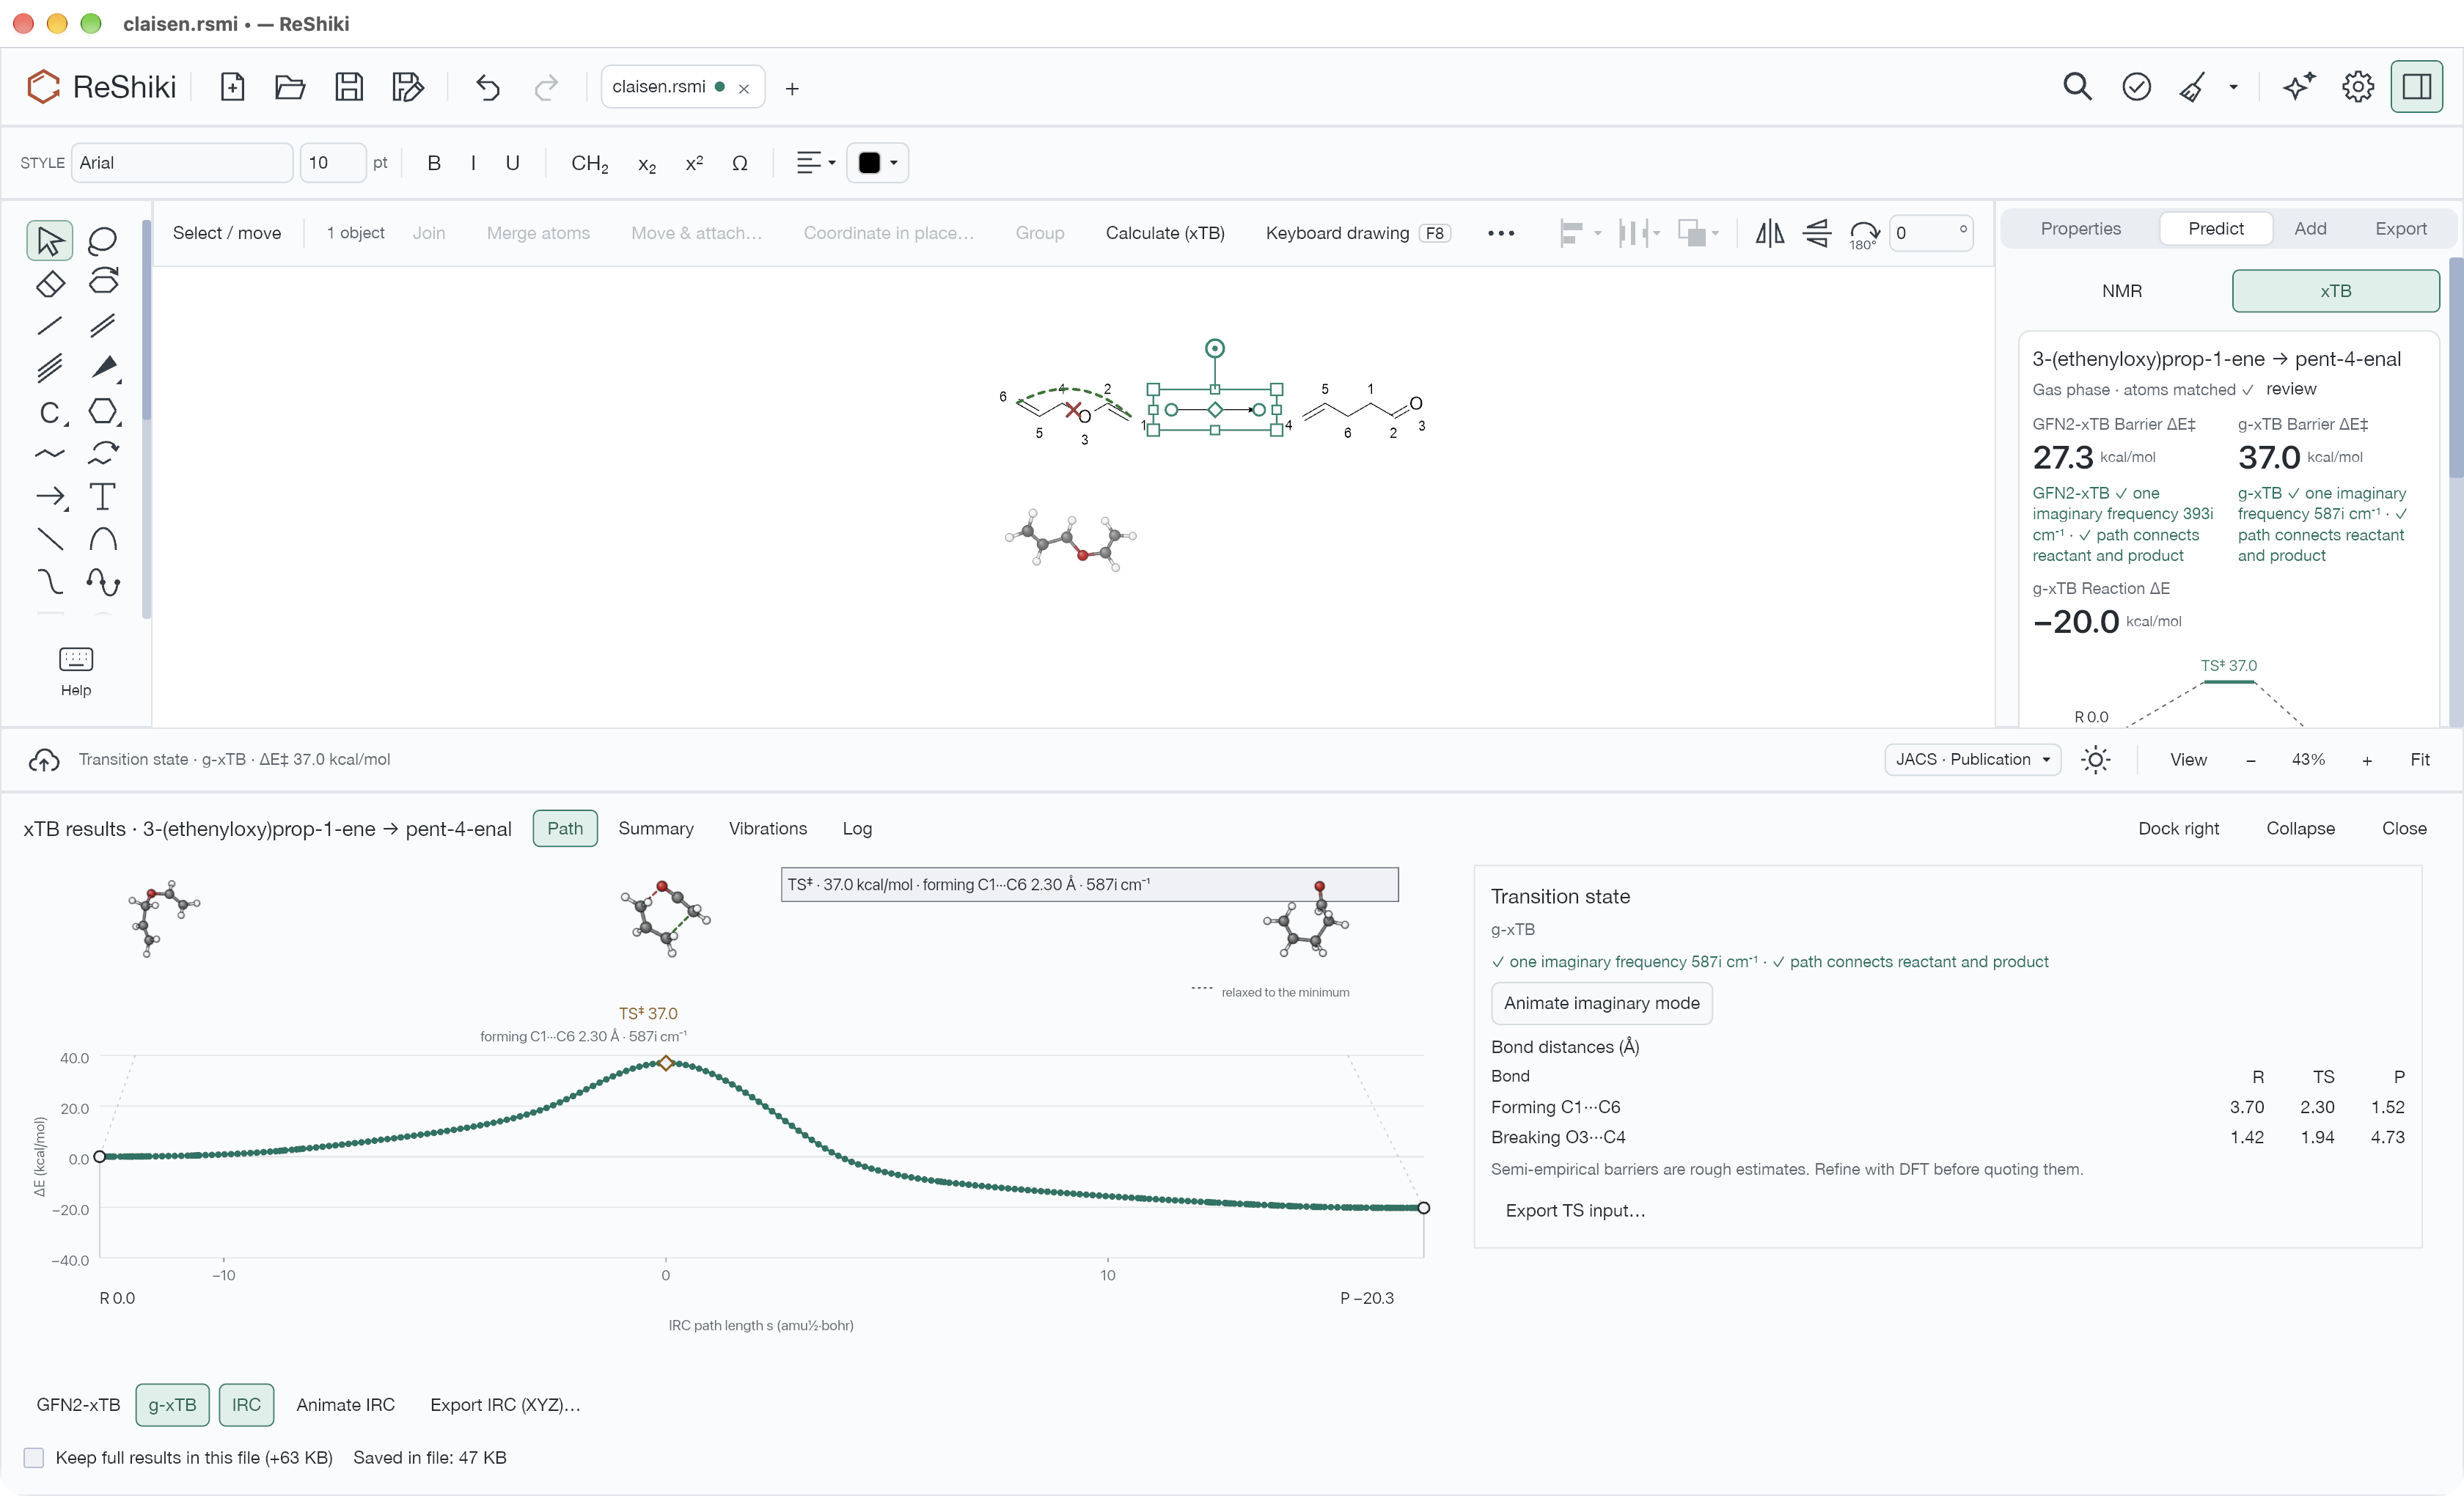 claisen.rsmi • — ReShiki
ReShiki
claisen.rsmi
STYLE Arial 10 pt B I U CH₂ x₂ x² Ω
Select / move 1 object Join Merge atoms Move & attach... Coordinate in place... Group Calculate (xTB) Keyboard drawing F8 180° 0 °
Properties Predict Add Export
NMR xTB
3-(ethenyloxy)prop-1-ene → pent-4-enal
Gas phase · atoms matched ✓ review
GFN2-xTB Barrier ΔE‡
27.3 kcal/mol
GFN2-xTB ✓ one
imaginary frequency 393i
cm⁻¹ · ✓ path connects
reactant and product
g-xTB Barrier ΔE‡
37.0 kcal/mol
g-xTB ✓ one imaginary
frequency 587i cm⁻¹ · ✓
path connects reactant
and product
g-xTB Reaction ΔE
−20.0 kcal/mol
TS‡ 37.0
R 0.0
C
T
6 4 2 5 1
O O
5 3 1 4 6 2 3
Help
Transition state · g-xTB · ΔE‡ 37.0 kcal/mol
JACS · Publication View − 43% + Fit
xTB results · 3-(ethenyloxy)prop-1-ene → pent-4-enal Path Summary Vibrations Log Dock right Collapse Close
TS‡ · 37.0 kcal/mol · forming C1···C6 2.30 Å · 587i cm⁻¹
relaxed to the minimum
TS‡ 37.0
forming C1···C6 2.30 Å · 587i cm⁻¹
ΔE (kcal/mol)
40.0
20.0
0.0
−20.0
−40.0
−10 0 10
R 0.0 P −20.3
IRC path length s (amu½·bohr)
Transition state
g-xTB
✓ one imaginary frequency 587i cm⁻¹ · ✓ path connects reactant and product
Animate imaginary mode
Bond distances (Å)
Bond R TS P
Forming C1···C6 3.70 2.30 1.52
Breaking O3···C4 1.42 1.94 4.73
Semi-empirical barriers are rough estimates. Refine with DFT before quoting them.
Export TS input...
GFN2-xTB g-xTB IRC Animate IRC Export IRC (XYZ)...
Keep full results in this file (+63 KB) Saved in file: 47 KB